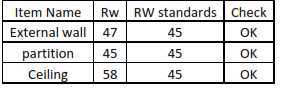 Item Name Rw RW standards Check
External wall 47 45 OK
partition 45 45 OK
Ceiling 58 45 OK